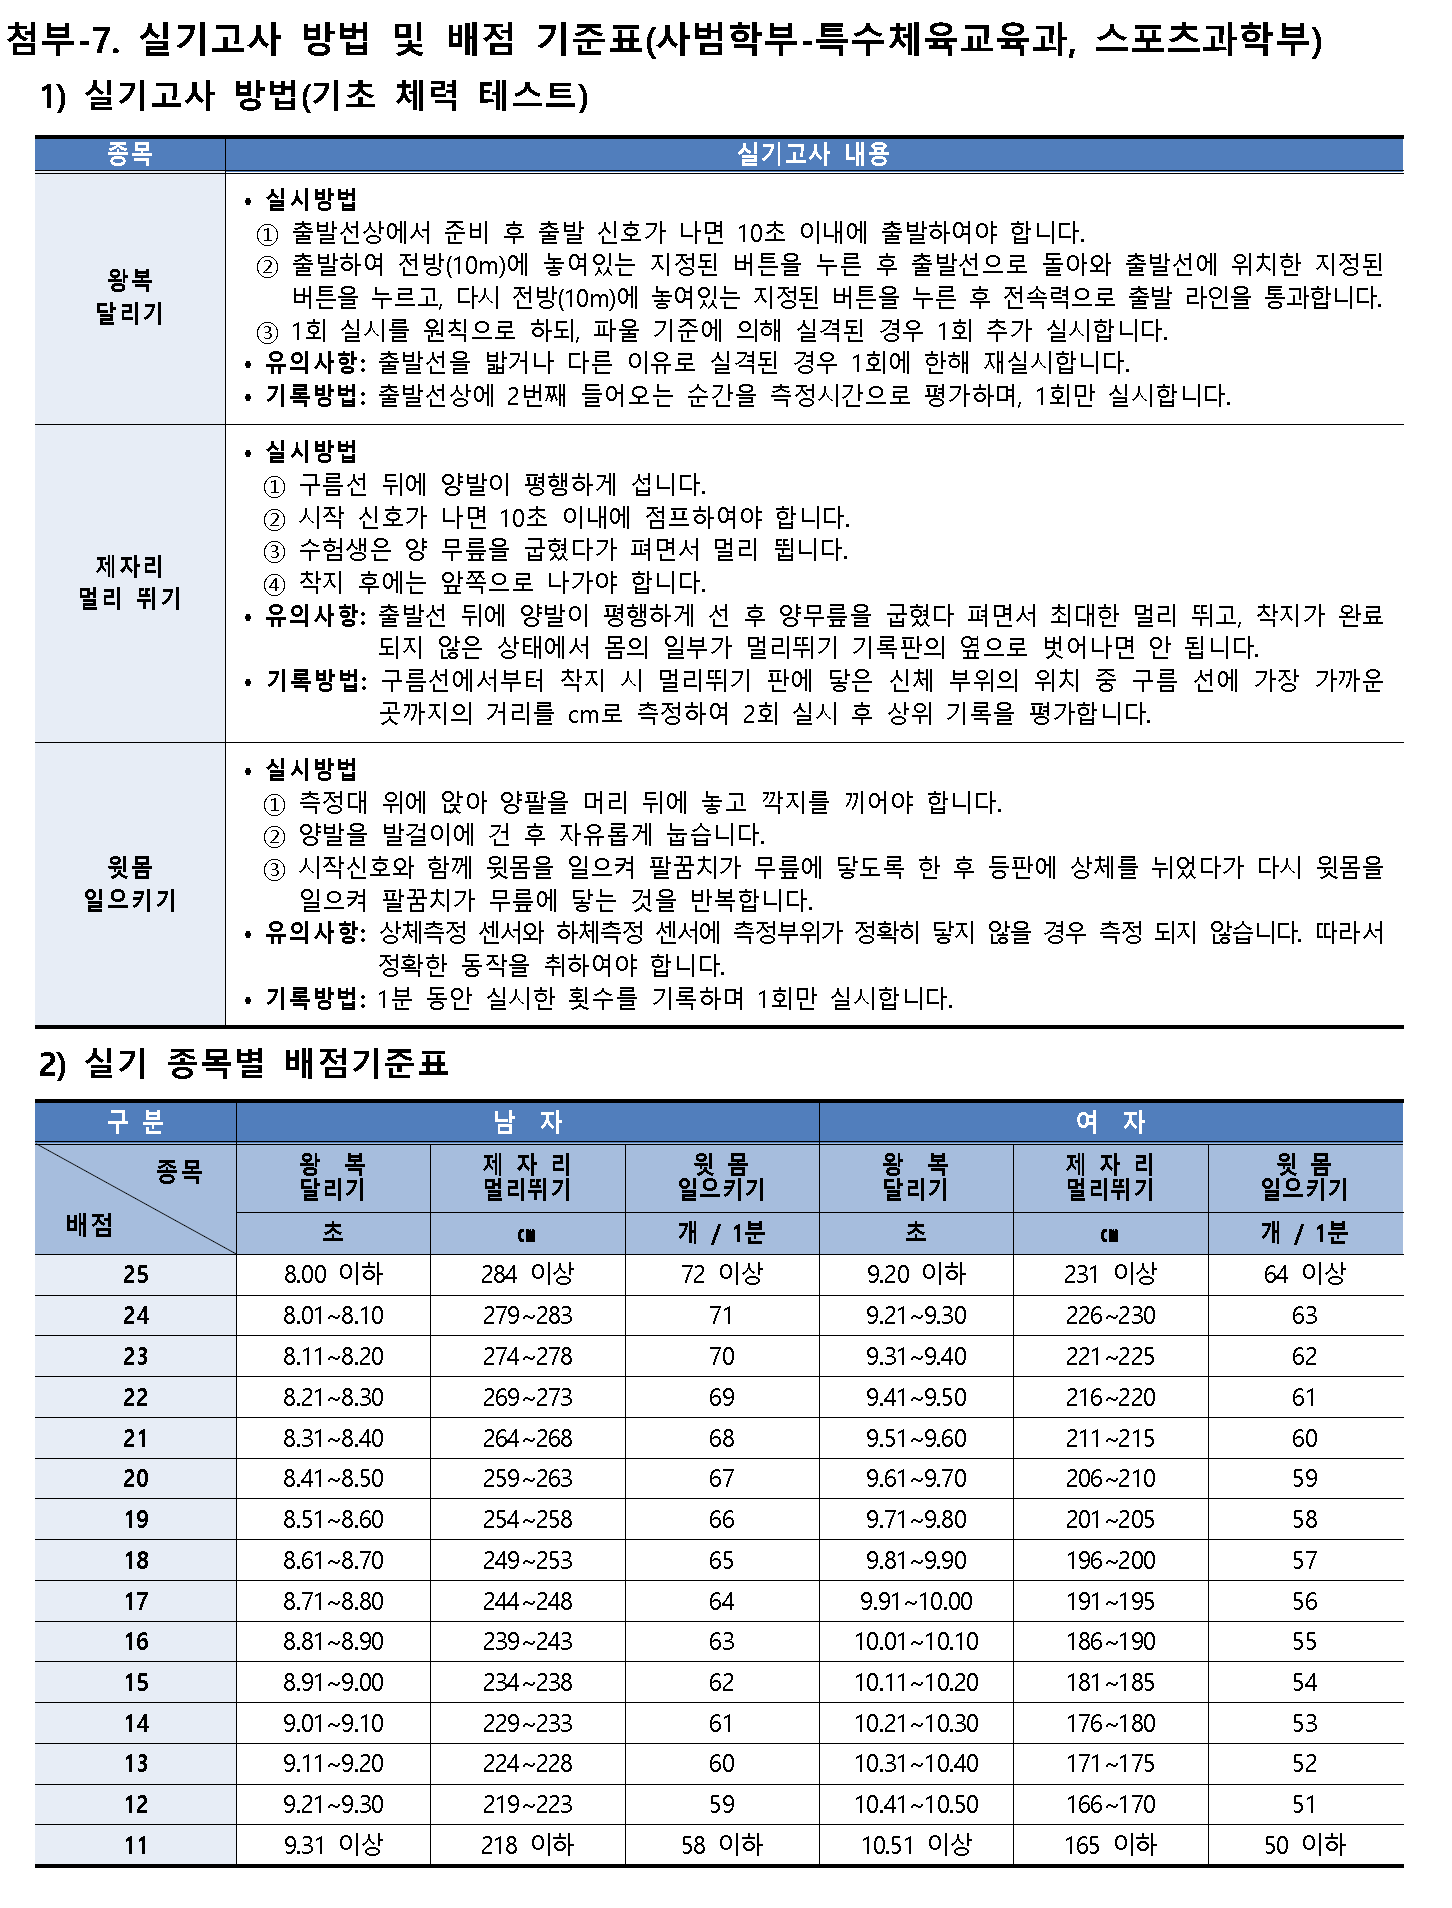 첨부-7. 실기고사 방법 및 배점 기준표(사범학부-특수체육교육과, 스포츠과학부)
1) 실기고사 방법(기초 체력 테스트)
종목 실기고사 내용
왕복
달리기
• 실시방법
① 출발선상에서 준비 후 출발 신호가 나면 10초 이내에 출발하여야 합니다.
② 출발하여 전방(10m)에 놓여있는 지정된 버튼을 누른 후 출발선으로 돌아와 출발선에 위치한 지정된
버튼을 누르고, 다시 전방(10m)에 놓여있는 지정된 버튼을 누른 후 전속력으로 출발 라인을 통과합니다.
③ 1회 실시를 원칙으로 하되, 파울 기준에 의해 실격된 경우 1회 추가 실시합니다.
• 유의사항: 출발선을 밟거나 다른 이유로 실격된 경우 1회에 한해 재실시합니다.
• 기록방법: 출발선상에 2번째 들어오는 순간을 측정시간으로 평가하며, 1회만 실시합니다.
제자리
멀리 뛰기
• 실시방법
① 구름선 뒤에 양발이 평행하게 섭니다.
② 시작 신호가 나면 10초 이내에 점프하여야 합니다.
③ 수험생은 양 무릎을 굽혔다가 펴면서 멀리 뜁니다.
④ 착지 후에는 앞쪽으로 나가야 합니다.
• 유의사항: 출발선 뒤에 양발이 평행하게 선 후 양무릎을 굽혔다 펴면서 최대한 멀리 뛰고, 착지가 완료
되지 않은 상태에서 몸의 일부가 멀리뛰기 기록판의 옆으로 벗어나면 안 됩니다.
• 기록방법: 구름선에서부터 착지 시 멀리뛰기 판에 닿은 신체 부위의 위치 중 구름 선에 가장 가까운
곳까지의 거리를 cm로 측정하여 2회 실시 후 상위 기록을 평가합니다.
윗몸
일으키기
• 실시방법
① 측정대 위에 앉아 양팔을 머리 뒤에 놓고 깍지를 끼어야 합니다.
② 양발을 발걸이에 건 후 자유롭게 눕습니다.
③ 시작신호와 함께 윗몸을 일으켜 팔꿈치가 무릎에 닿도록 한 후 등판에 상체를 뉘었다가 다시 윗몸을
일으켜 팔꿈치가 무릎에 닿는 것을 반복합니다.
• 유의사항: 상체측정 센서와 하체측정 센서에 측정부위가 정확히 닿지 않을 경우 측정 되지 않습니다. 따라서
정확한 동작을 취하여야 합니다.
• 기록방법: 1분 동안 실시한 횟수를 기록하며 1회만 실시합니다.
2) 실기 종목별 배점기준표
구 분 남 자 여 자
종목 왕 복 제 자 리 윗 몸 왕 복 제 자 리 윗 몸
달리기 멀리뛰기 일으키기 달리기 멀리뛰기 일으키기
배점 초 ㎝ 개 / 1분 초 ㎝ 개 / 1분
25 8.00 이하 284 이상 72 이상 9.20 이하 231 이상 64 이상
24 8.01~8.10 279~283 71 9.21~9.30 226~230 63
23 8.11~8.20 274~278 70 9.31~9.40 221~225 62
22 8.21~8.30 269~273 69 9.41~9.50 216~220 61
21 8.31~8.40 264~268 68 9.51~9.60 211~215 60
20 8.41~8.50 259~263 67 9.61~9.70 206~210 59
19 8.51~8.60 254~258 66 9.71~9.80 201~205 58
18 8.61~8.70 249~253 65 9.81~9.90 196~200 57
17 8.71~8.80 244~248 64 9.91~10.00 191~195 56
16 8.81~8.90 239~243 63 10.01~10.10 186~190 55
15 8.91~9.00 234~238 62 10.11~10.20 181~185 54
14 9.01~9.10 229~233 61 10.21~10.30 176~180 53
13 9.11~9.20 224~228 60 10.31~10.40 171~175 52
12 9.21~9.30 219~223 59 10.41~10.50 166~170 51
11 9.31 이상 218 이하 58 이하 10.51 이상 165 이하 50 이하